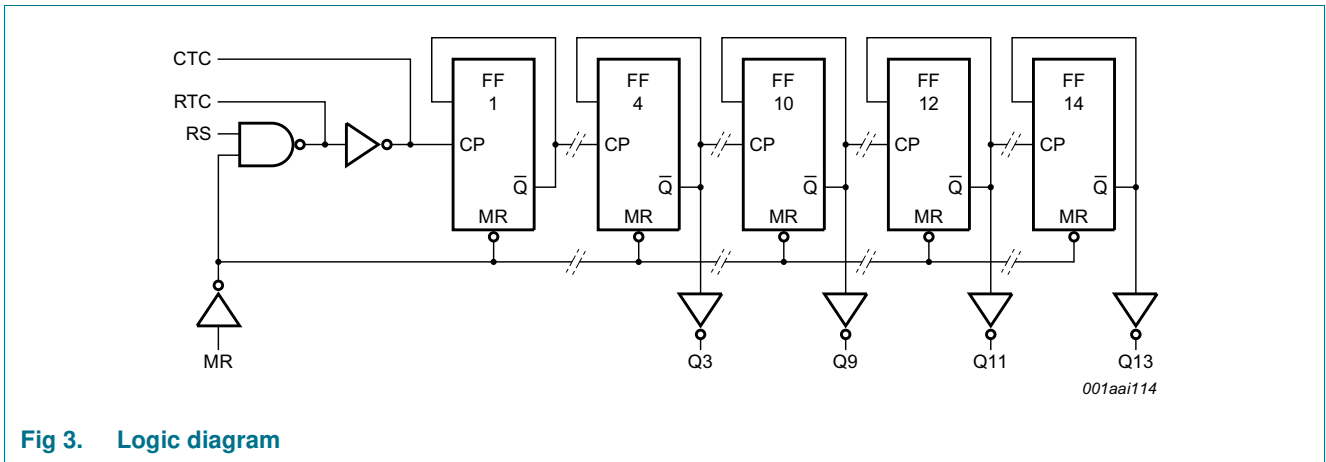 CTC
RTC
RS
FF FF FF FF FF
1 4 10 12 14
CP CP CP CP CP
Q̅ Q̅ Q̅ Q̅ Q̅
MR MR MR MR MR
MR Q3 Q9 Q11 Q13
001aai114
Fig 3. Logic diagram